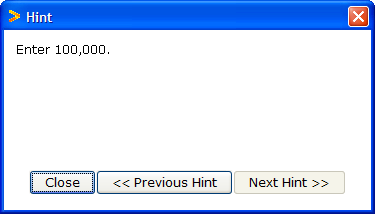 Hint
Enter 100,000.
Close << Previous Hint Next Hint >>